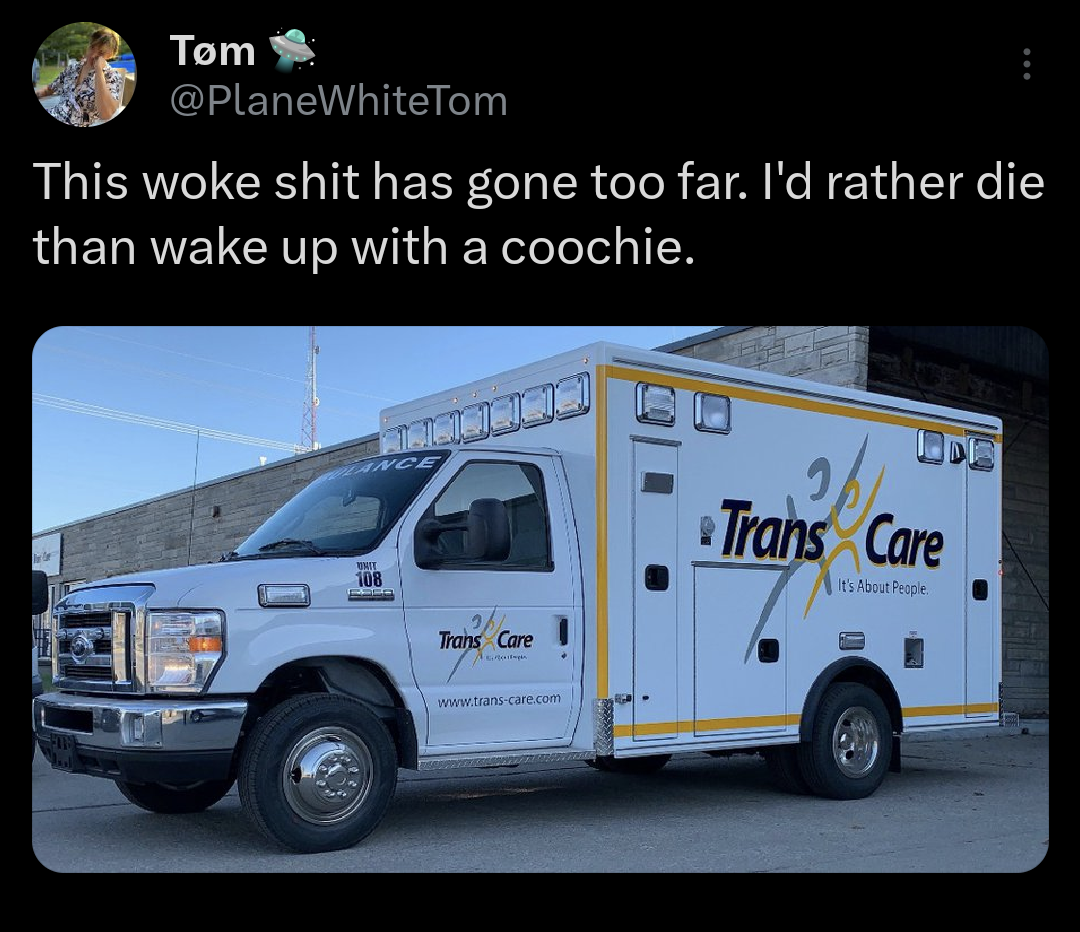 Tøm 🛸
@PlaneWhiteTom
This woke shit has gone too far. I'd rather die
than wake up with a coochie.
Trans Care
It's About People.
UNIT
108
Trans Care
www.trans-care.com